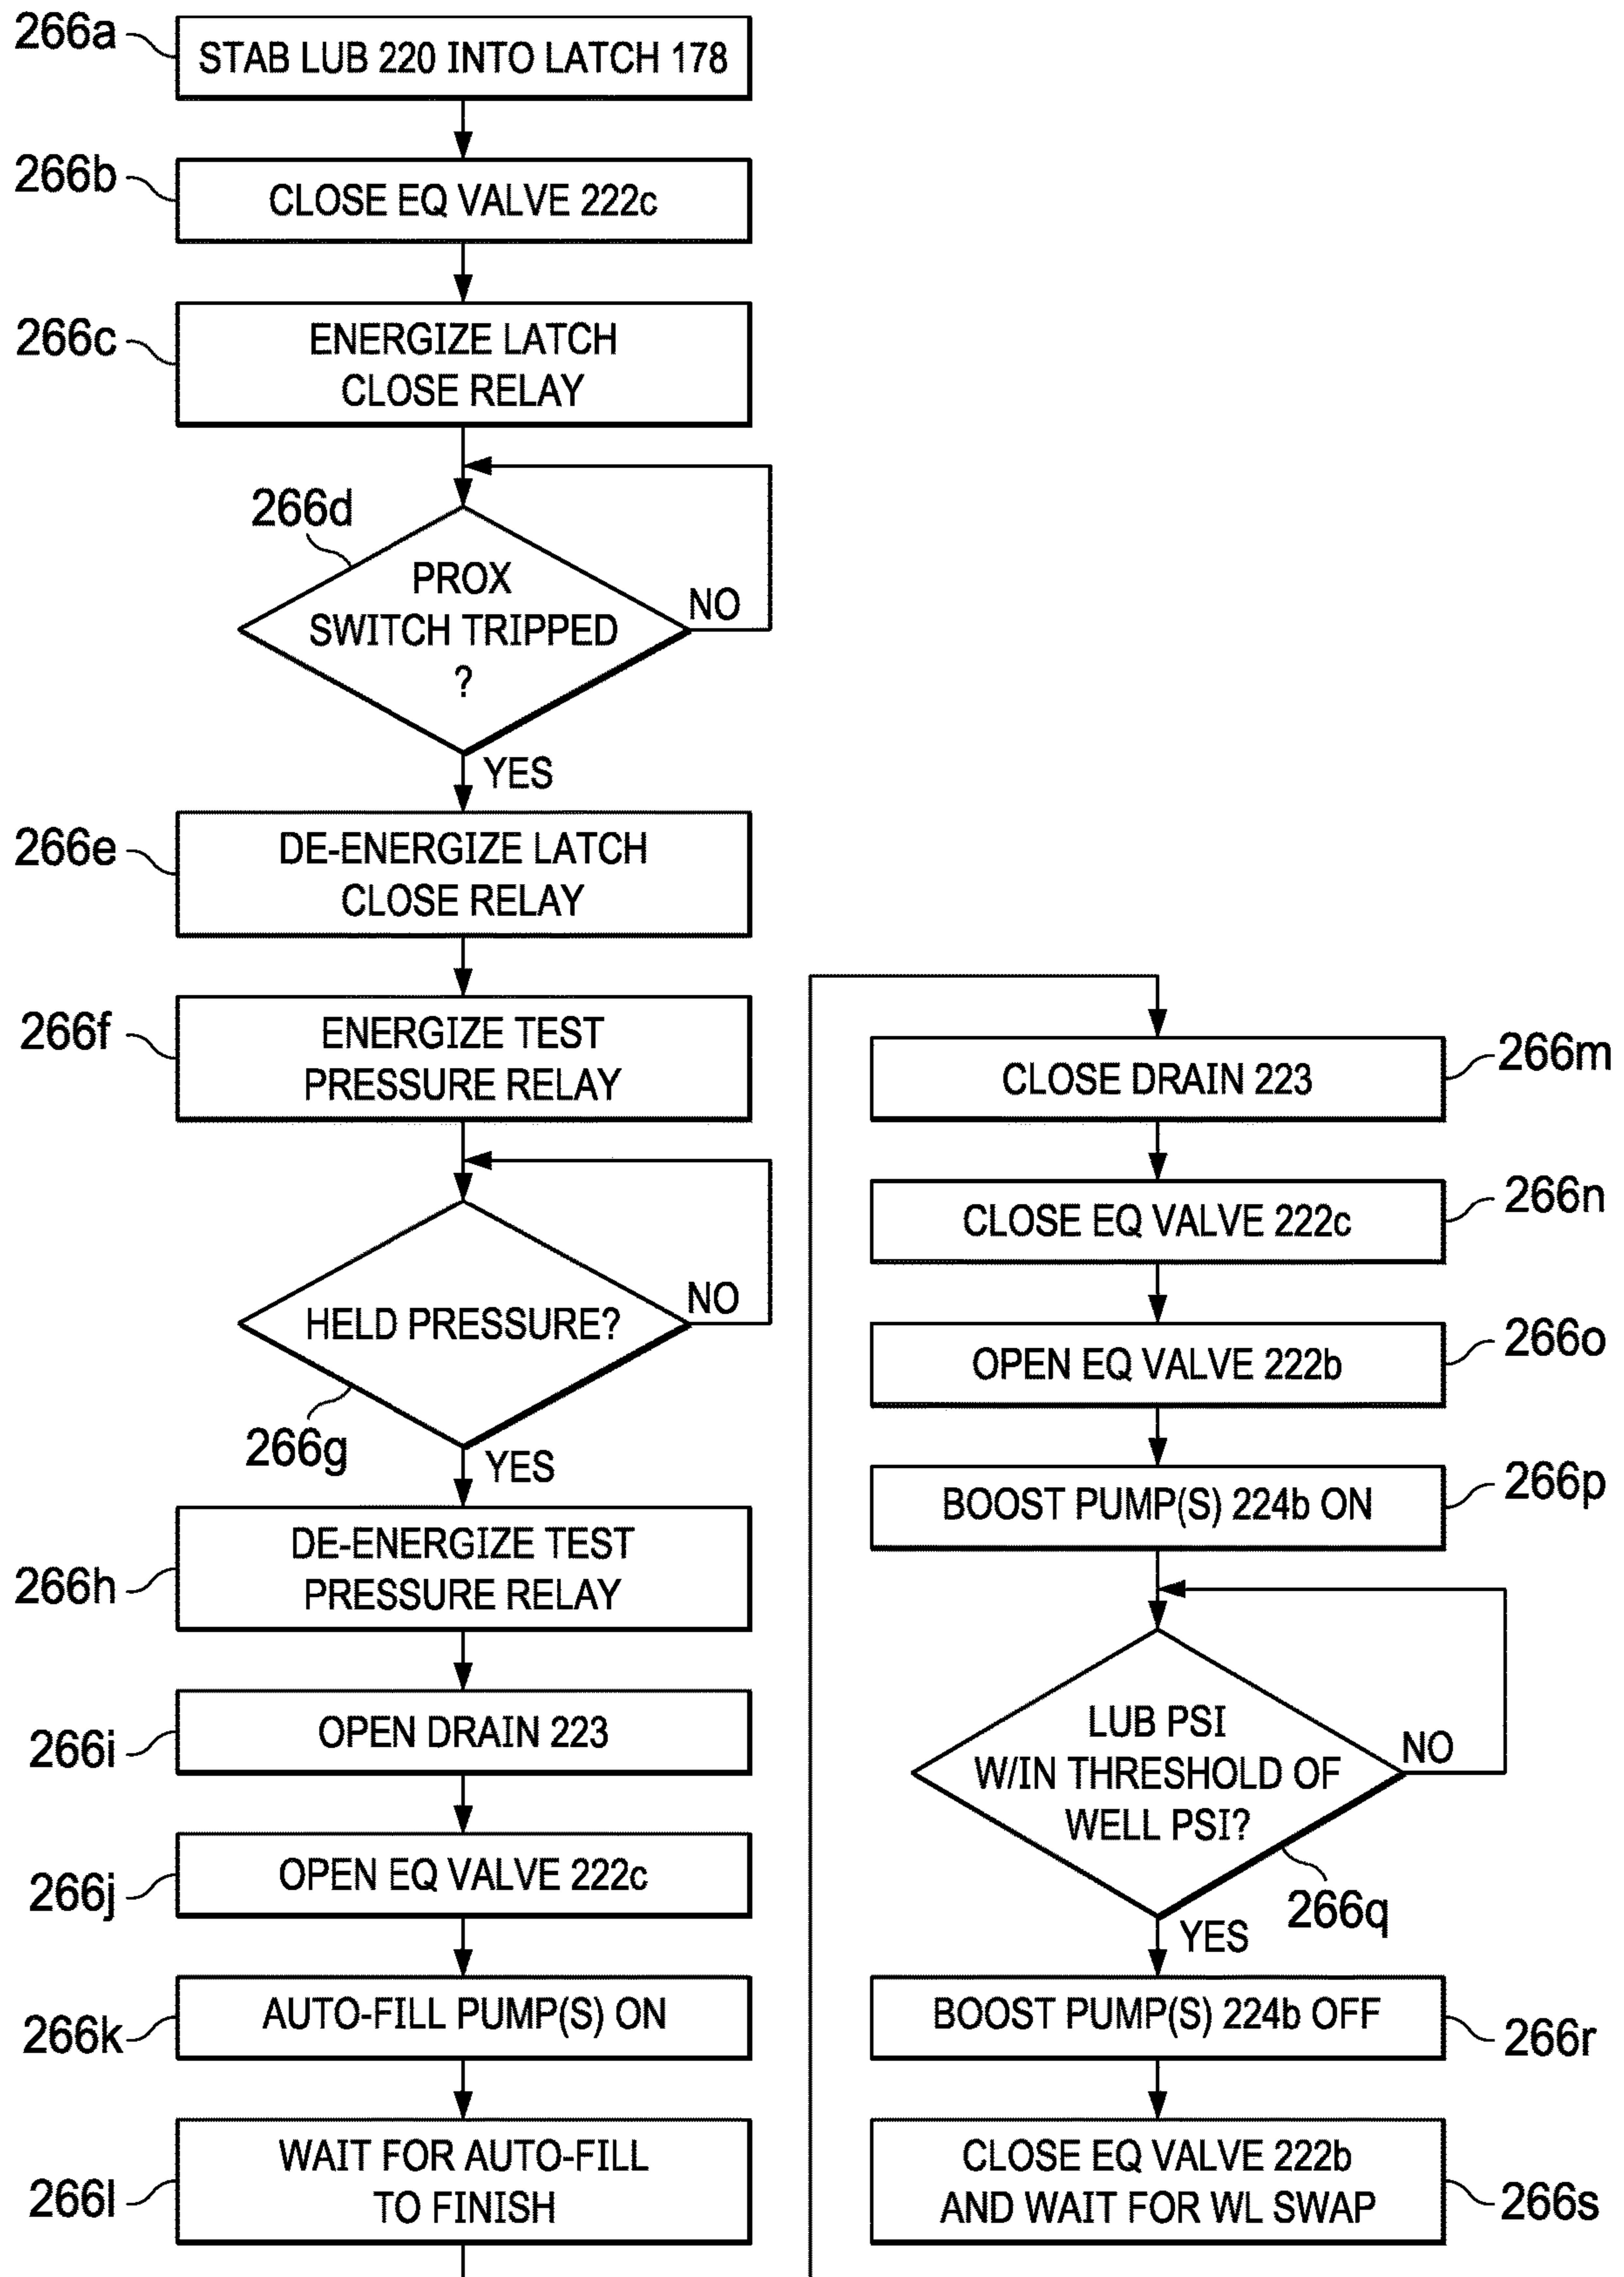 266a
STAB LUB 220 INTO LATCH 178
266b
CLOSE EQ VALVE 222c
266c
ENERGIZE LATCH
CLOSE RELAY
266d
PROX
SWITCH TRIPPED
?
NO
YES
266e
DE-ENERGIZE LATCH
CLOSE RELAY
266f
ENERGIZE TEST
PRESSURE RELAY
HELD PRESSURE?
NO
266g
YES
266h
DE-ENERGIZE TEST
PRESSURE RELAY
266i
OPEN DRAIN 223
266j
OPEN EQ VALVE 222c
266k
AUTO-FILL PUMP(S) ON
266l
WAIT FOR AUTO-FILL
TO FINISH
CLOSE DRAIN 223
266m
CLOSE EQ VALVE 222c
266n
OPEN EQ VALVE 222b
266o
BOOST PUMP(S) 224b ON
266p
LUB PSI
W/IN THRESHOLD OF
WELL PSI?
NO
266q
YES
BOOST PUMP(S) 224b OFF
266r
CLOSE EQ VALVE 222b
AND WAIT FOR WL SWAP
266s